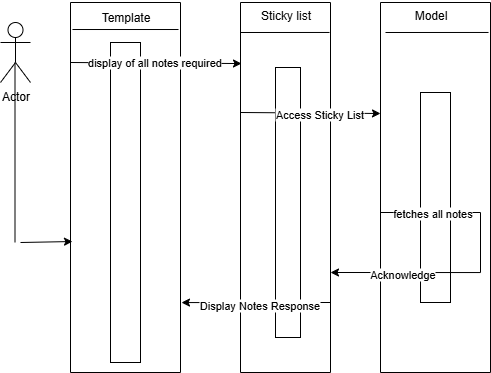 Template
Sticky list
Model
display of all notes required
Actor
Access Sticky List
fetches all notes
Acknowledge
Display Notes Response